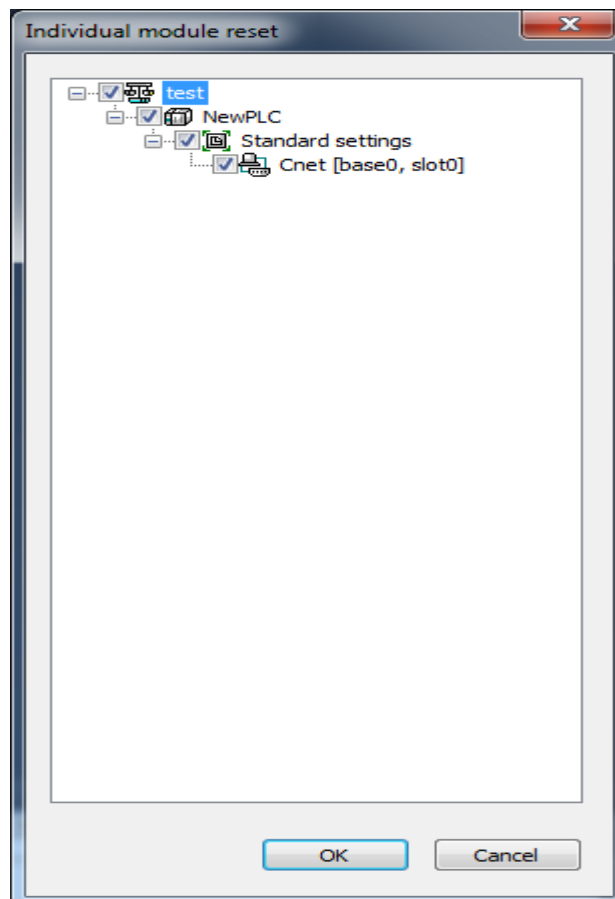 Individual module reset
test
NewPLC
Standard settings
Cnet [base0, slot0]
OK Cancel